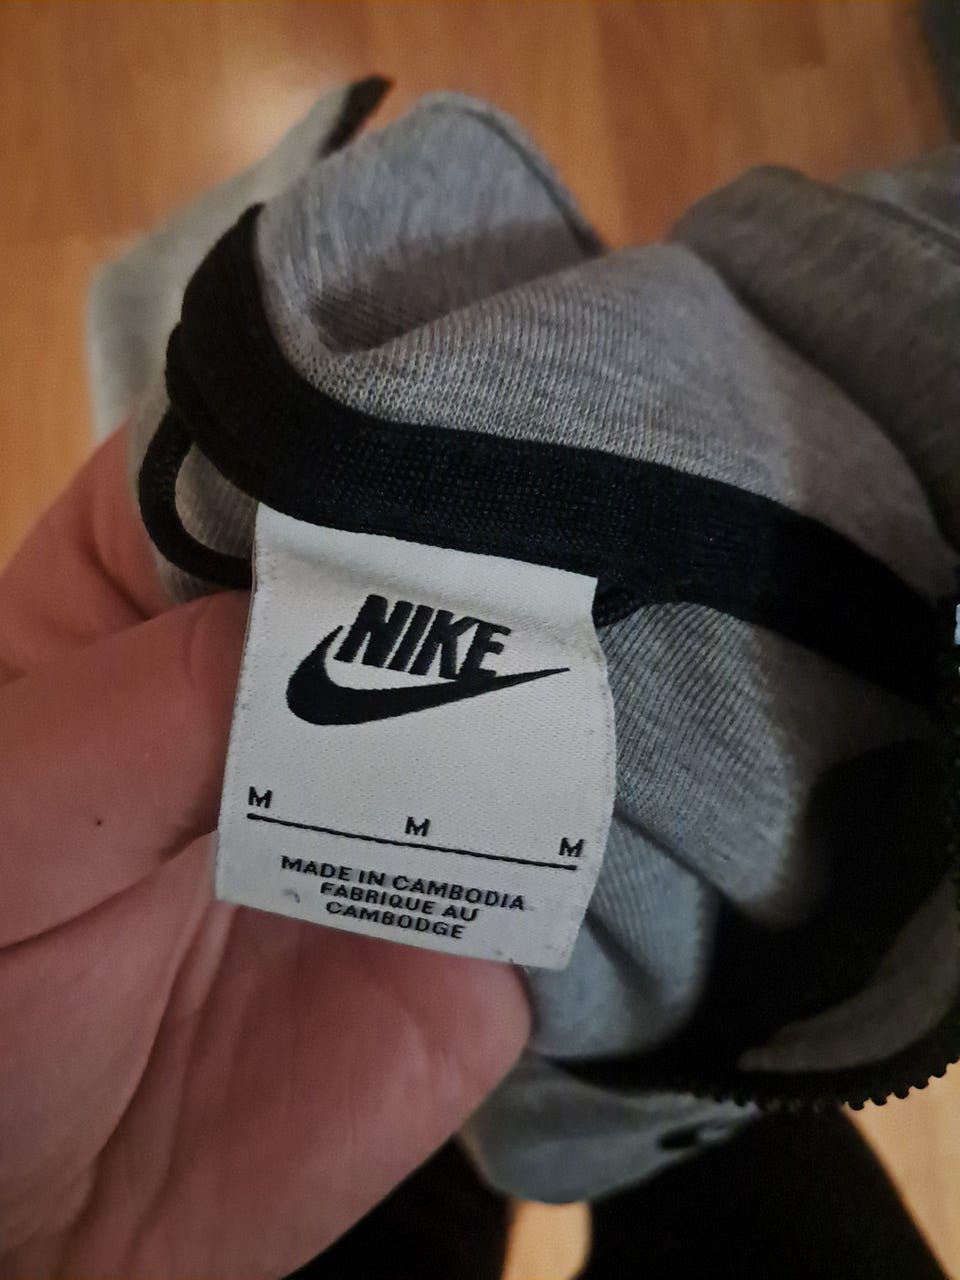 NIKE
M M M
MADE IN CAMBODIA
FABRIQUE AU
CAMBODGE